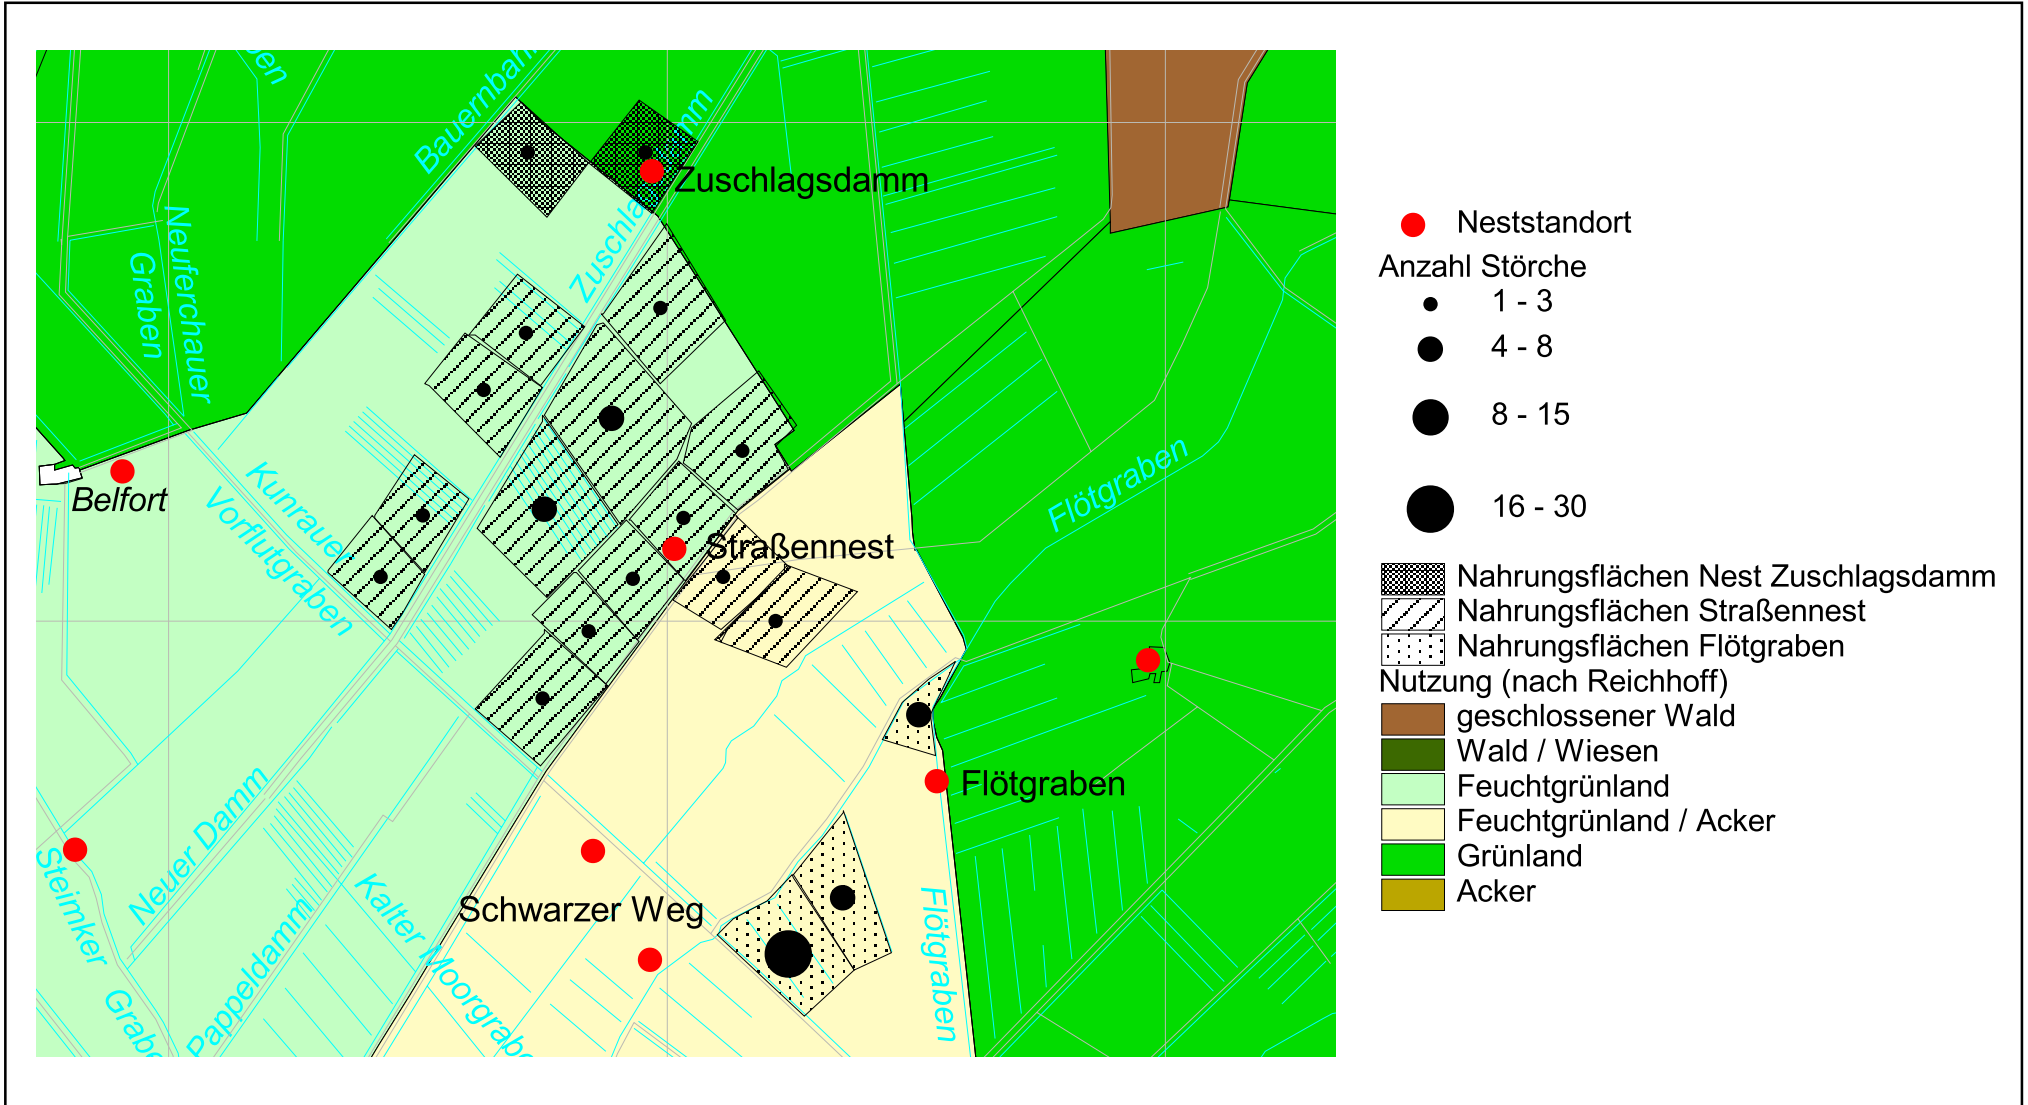 Bauernbahn
Zuschlagsdamm
Neuferchauer
Graben
Belfort
Kunrauer
Vorflutgraben
Straßennest
Flötgraben
Flötgraben
Neuer Damm
Steimker
Pappeldamm
Kalter Moorgrabe
Schwarzer Weg
Flötgraben
Neststandort
Anzahl Störche
1 - 3
4 - 8
8 - 15
16 - 30
Nahrungsflächen Nest Zuschlagsdamm
Nahrungsflächen Straßennest
Nahrungsflächen Flötgraben
Nutzung (nach Reichhoff)
geschlossener Wald
Wald / Wiesen
Feuchtgrünland
Feuchtgrünland / Acker
Grünland
Acker